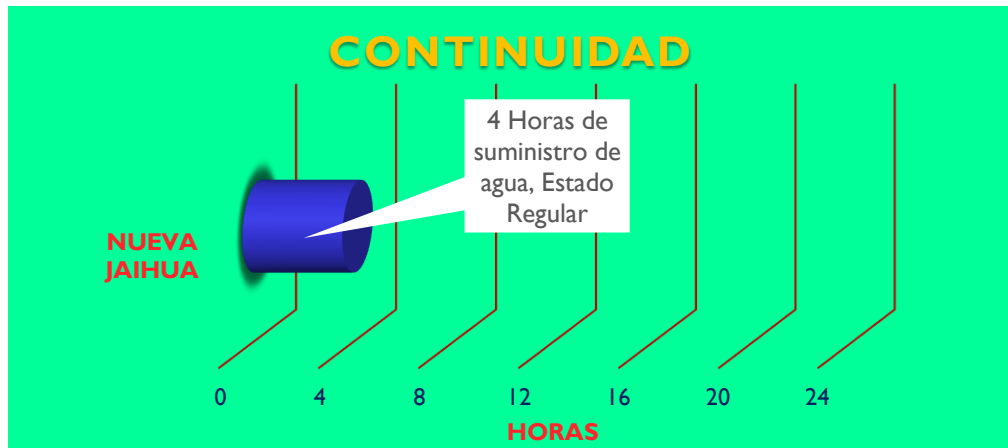 CONTINUIDAD
4 Horas de
suministro de
agua, Estado
Regular
NUEVA
JAIHUA
0 4 8 12 16 20 24
HORAS